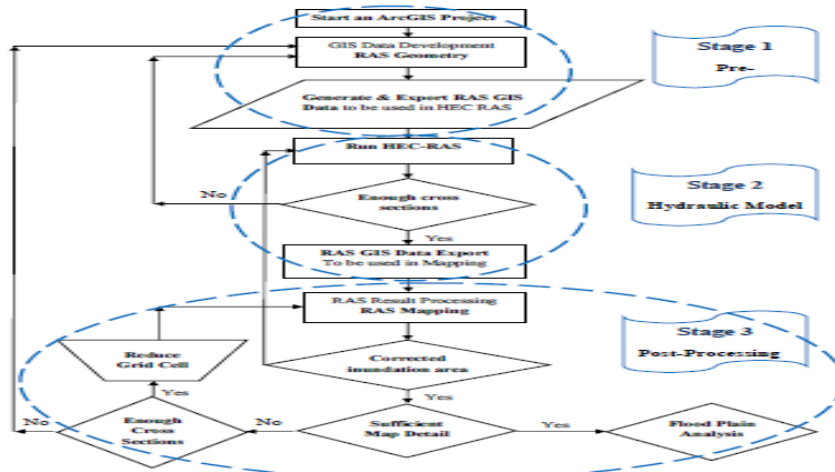 Start an ArcGIS Project
GIS Data Development
RAS Geometry
Stage 1
Pre-
Generate & Export RAS GIS
Data to be used in HEC RAS
Run HEC-RAS
No
Enough cross
sections
Stage 2
Hydraulic Model
Yes
RAS GIS Data Export
To be used in Mapping
RAS Result Processing
RAS Mapping
Stage 3
Post-Processing
Reduce
Grid Cell
Corrected
inundation area
Yes
Yes
No
Enough
Cross
Sections
No
Sufficient
Map Detail
Yes
Flood Plain
Analysis